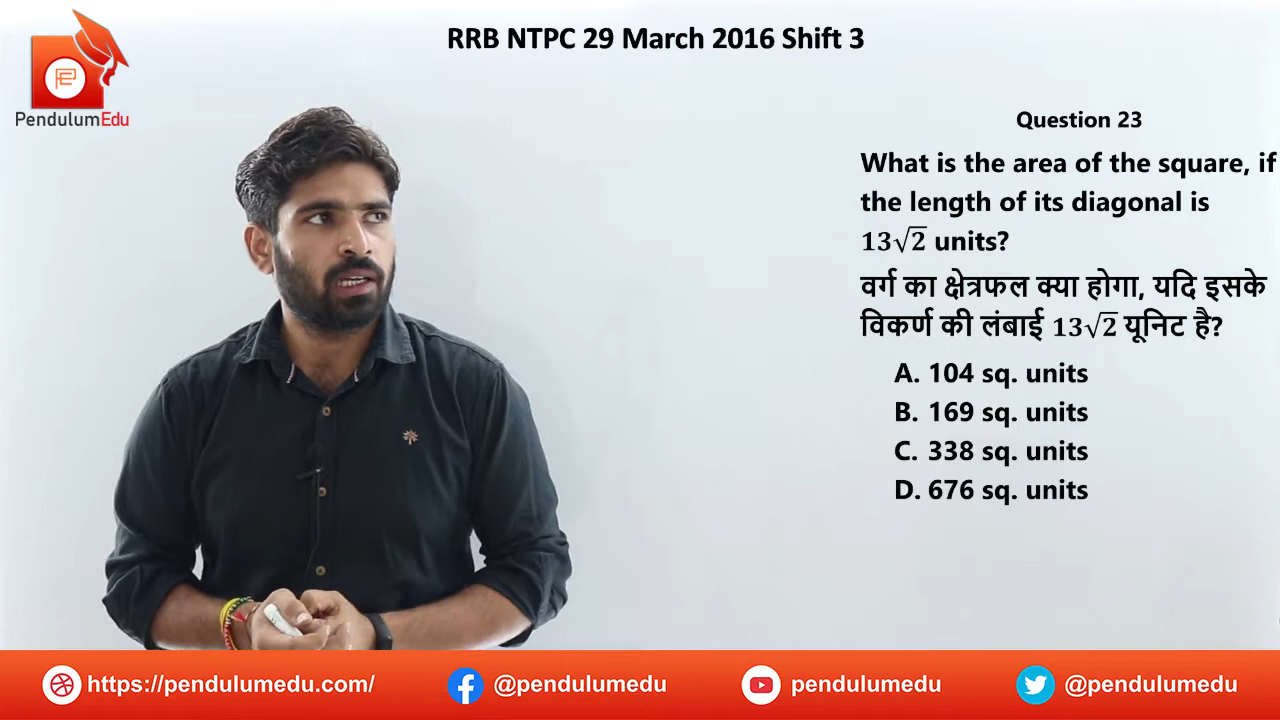 RRB NTPC 29 March 2016 Shift 3
PendulumEdu
Question 23
What is the area of the square, if
the length of its diagonal is
13√2 units?
वर्ग का क्षेत्रफल क्या होगा, यदि इसके
विकर्ण की लंबाई 13√2 यूनिट है?
A. 104 sq. units
B. 169 sq. units
C. 338 sq. units
D. 676 sq. units
https://pendulumedu.com/
@pendulumedu
pendulumedu
@pendulumedu